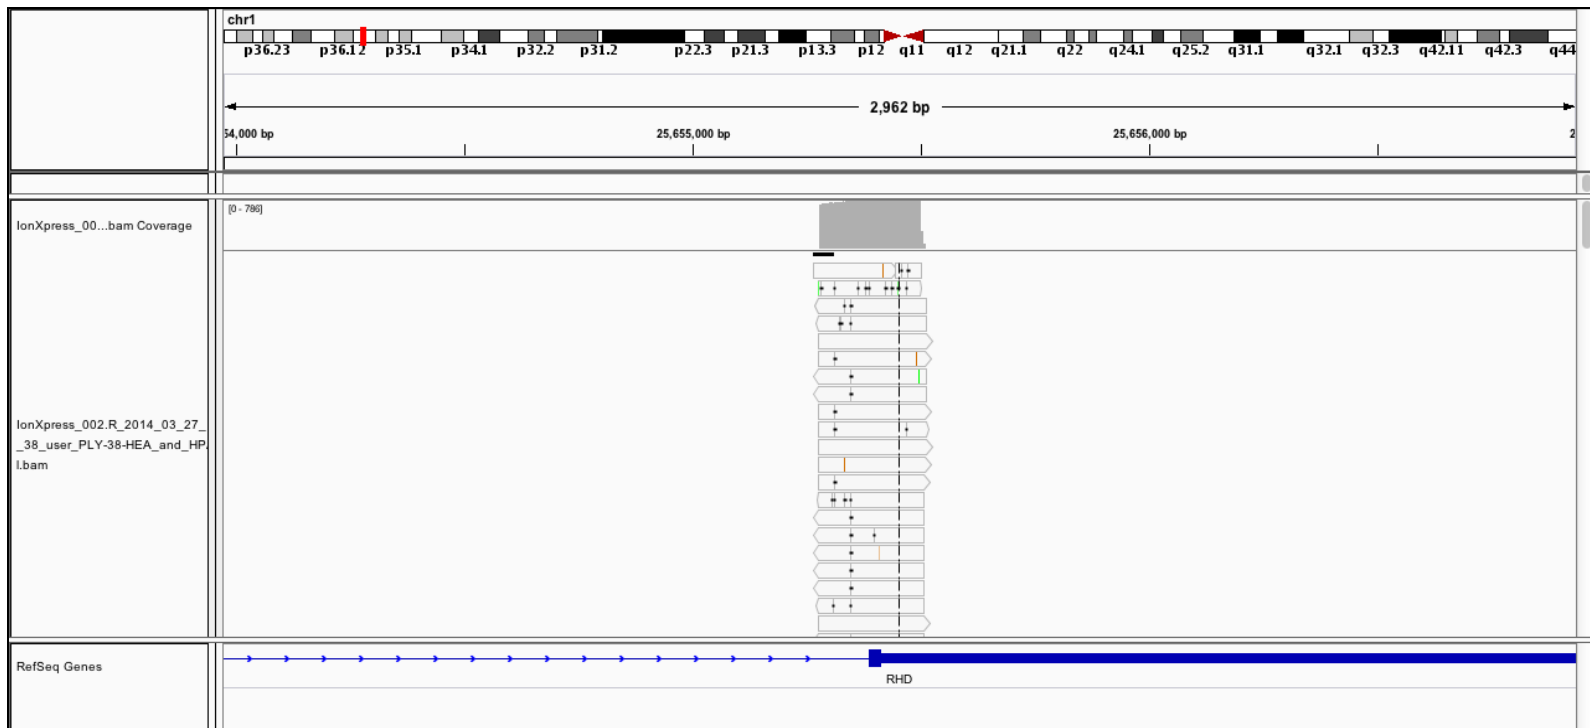 chr1
p36.23 p36.12 p35.1 p34.1 p32.2 p31.2 p22.3 p21.3 p13.3 p12 q11 q12 q21.1 q22 q24.1 q25.2 q31.1 q32.1 q32.3 q42.11 q42.3 q44
2,962 bp
54,000 bp 25,655,000 bp 25,656,000 bp 2
IonXpress_00...bam Coverage
[0 - 786]
IonXpress_002.R_2014_03_27_
_38_user_PLY-38-HEA_and_HP
l.bam
RefSeq Genes
RHD